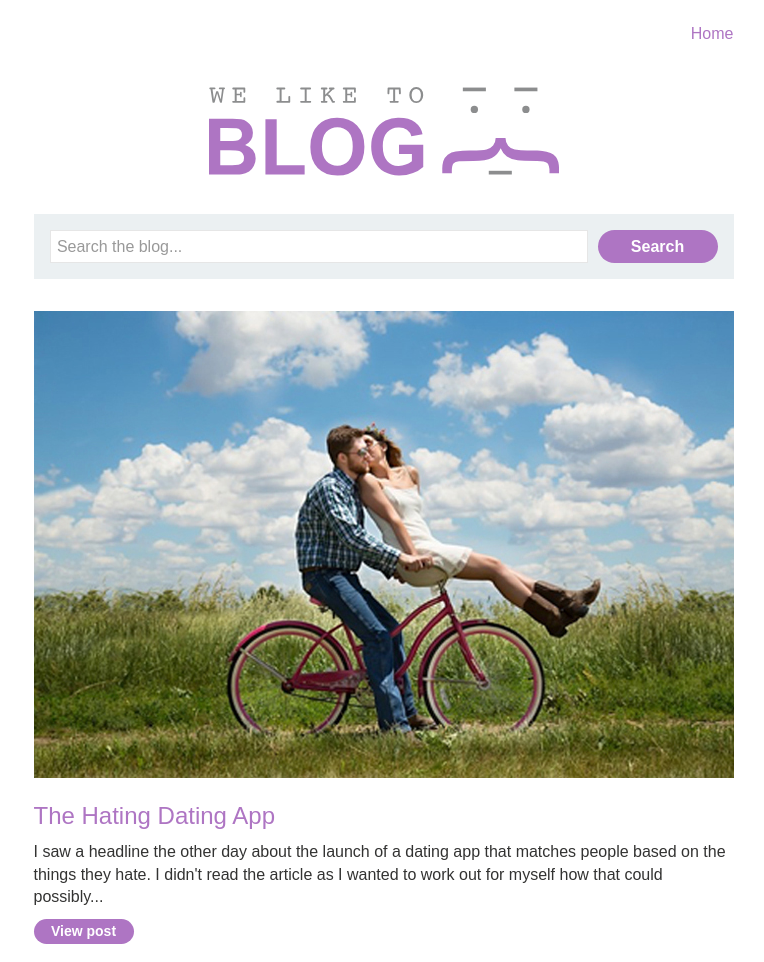 Home
WE LIKE TO
BLOG
Search the blog...
Search
The Hating Dating App
I saw a headline the other day about the launch of a dating app that matches people based on the
things they hate. I didn't read the article as I wanted to work out for myself how that could
possibly...
View post